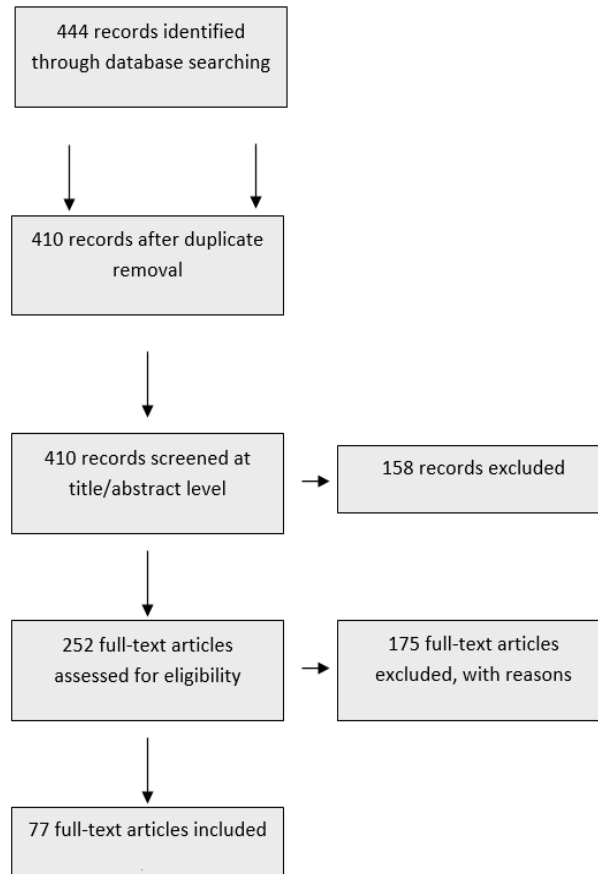 444 records identified
through database searching
410 records after duplicate
removal
410 records screened at
title/abstract level
158 records excluded
252 full-text articles
assessed for eligibility
175 full-text articles
excluded, with reasons
77 full-text articles included